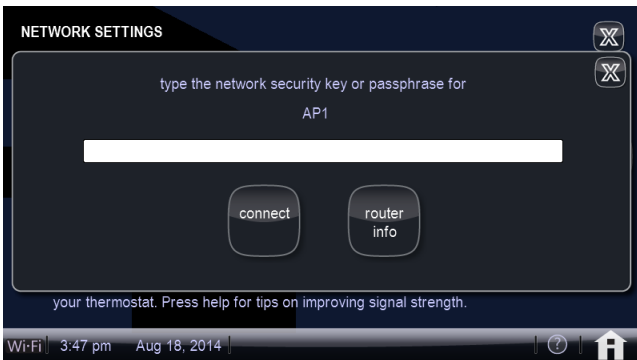 NETWORK SETTINGS
X
X
type the network security key or passphrase for
AP1
connect
router
info
your thermostat. Press help for tips on improving signal strength.
Wi-Fi 3:47 pm Aug 18, 2014 ?